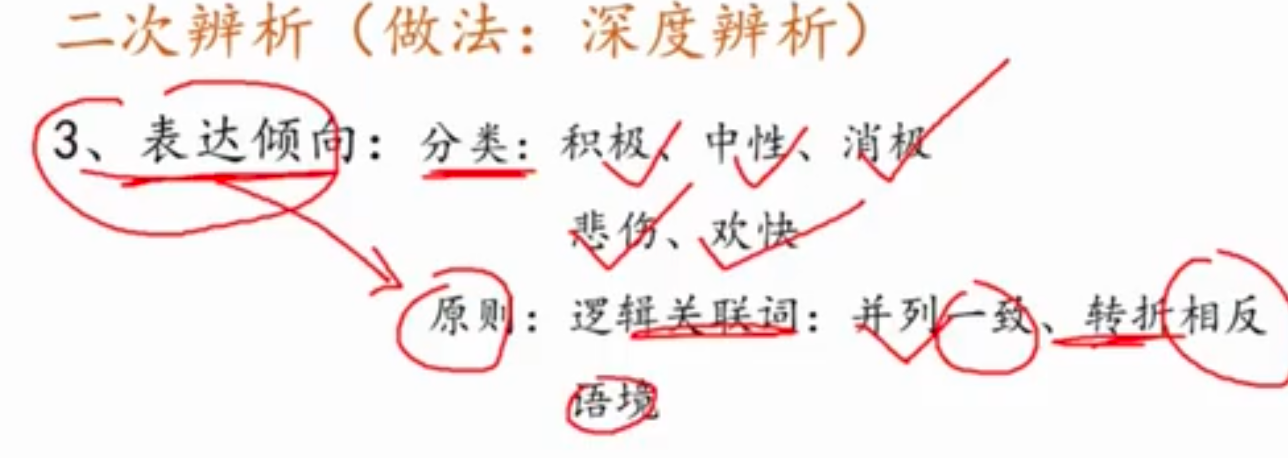 二次辨析（做法：深度辨析）
3、表达倾向：分类：积极、中性、消极
悲伤、欢快
原则：逻辑关联词：并列一致、转折相反
语境